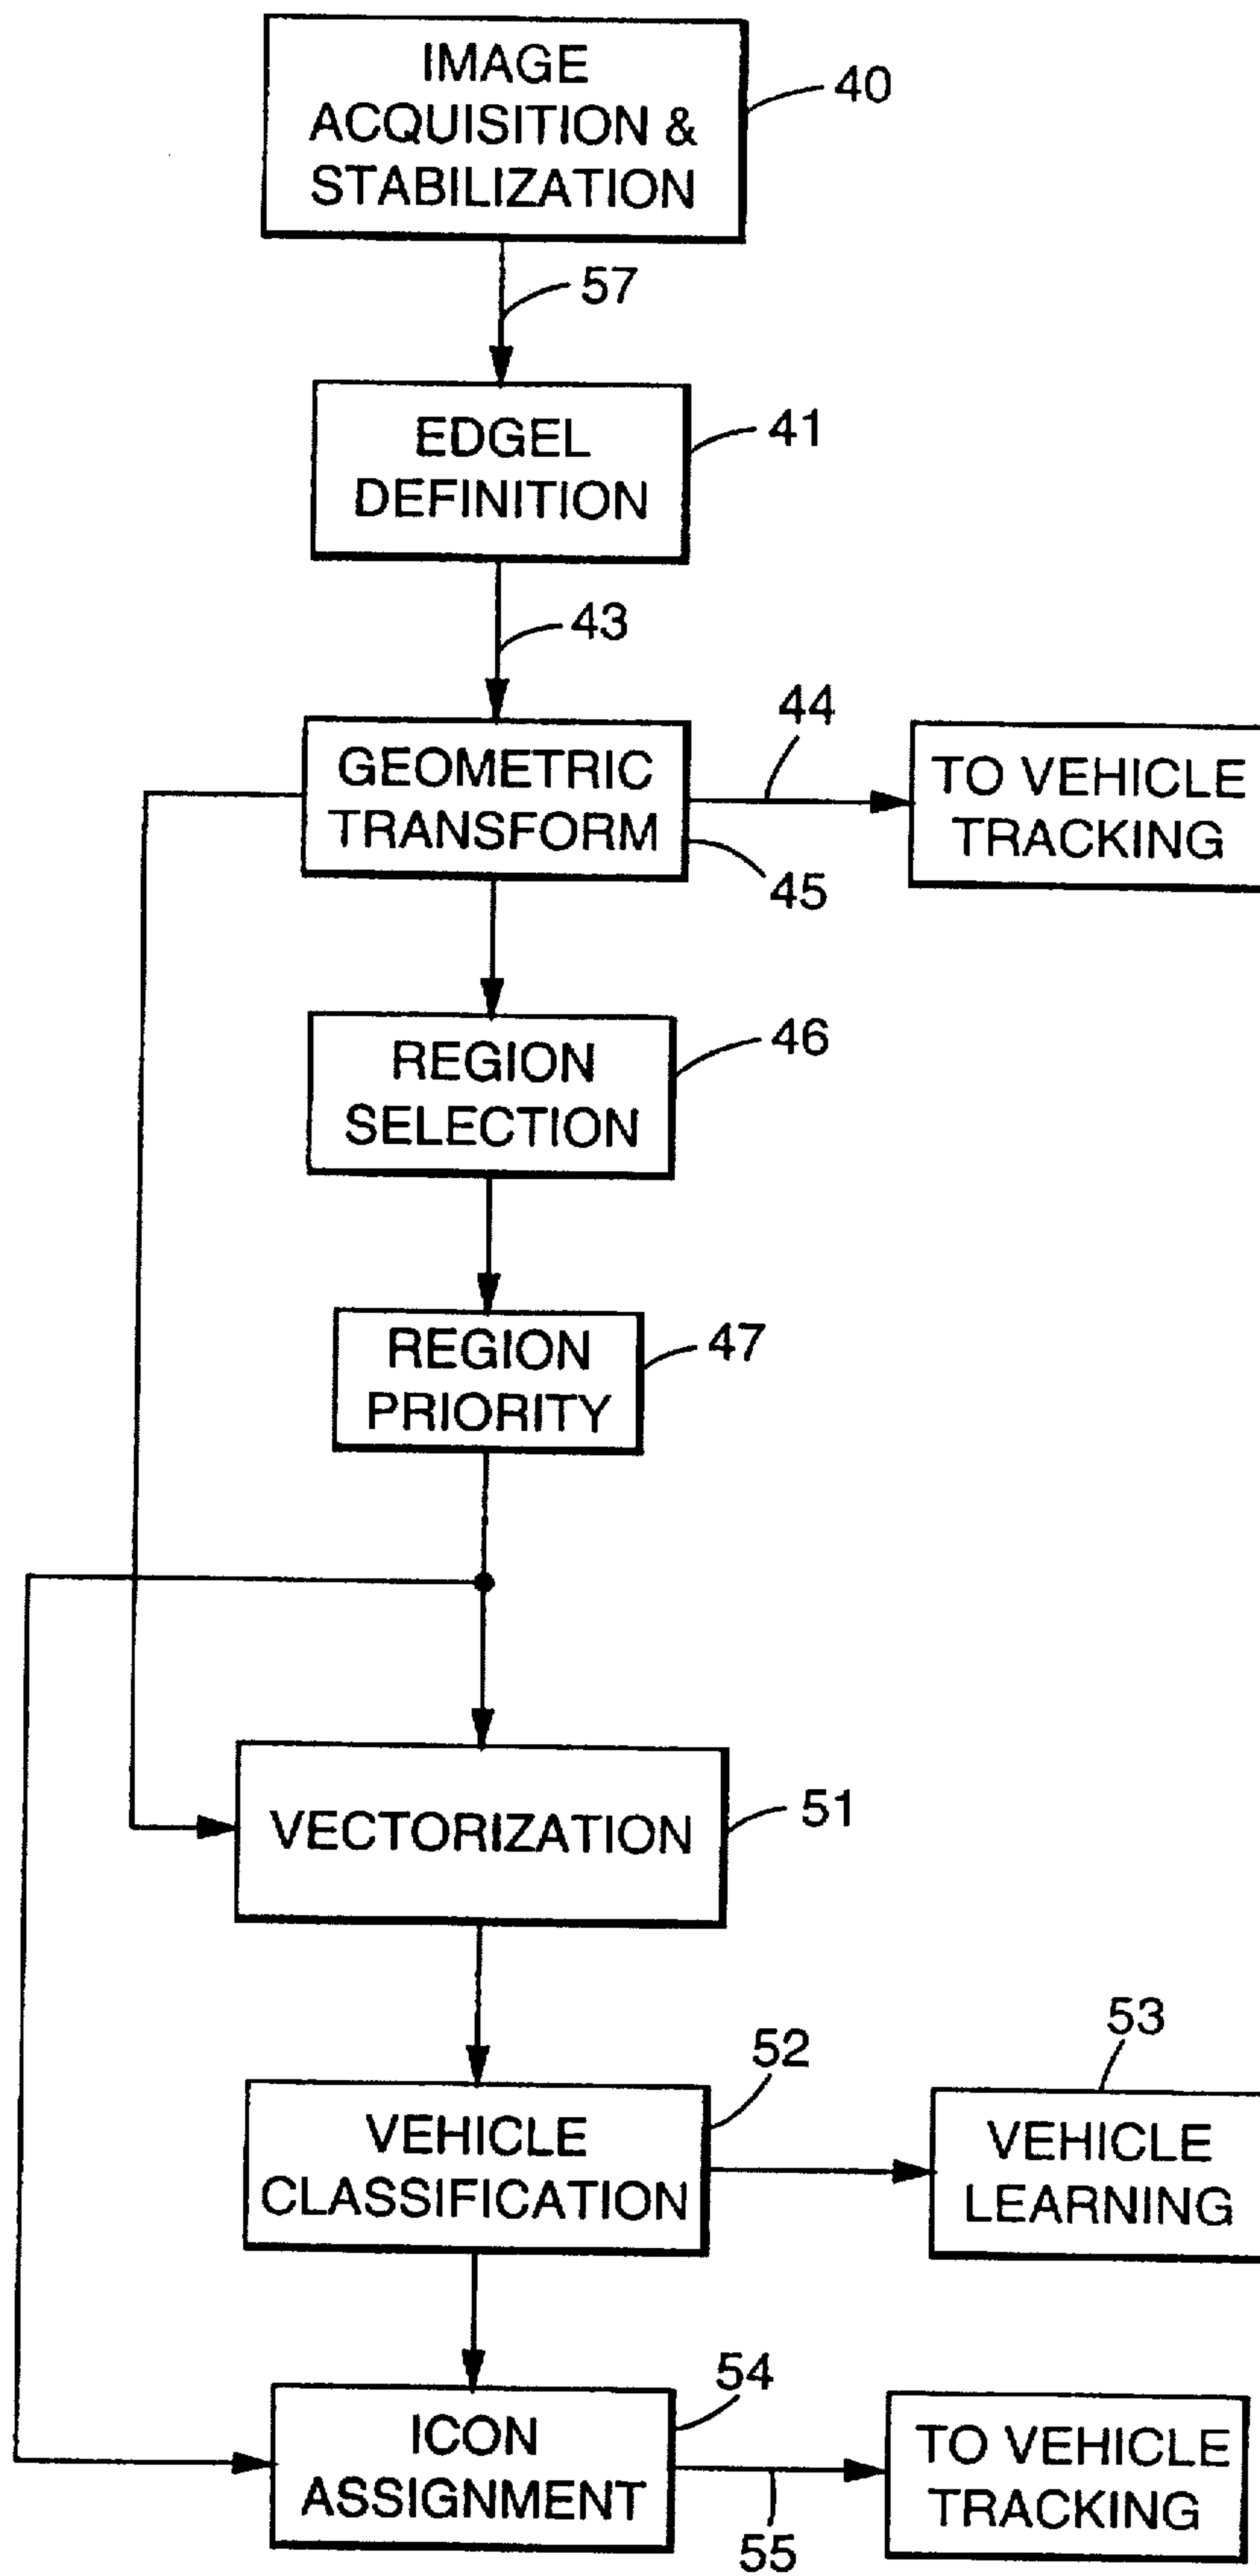 IMAGE
ACQUISITION &
STABILIZATION
40
57
EDGEL
DEFINITION
41
43
GEOMETRIC
TRANSFORM
44
45
TO VEHICLE
TRACKING
REGION
SELECTION
46
REGION
PRIORITY
47
VECTORIZATION
51
VEHICLE
CLASSIFICATION
52
53
VEHICLE
LEARNING
ICON
ASSIGNMENT
54
55
TO VEHICLE
TRACKING